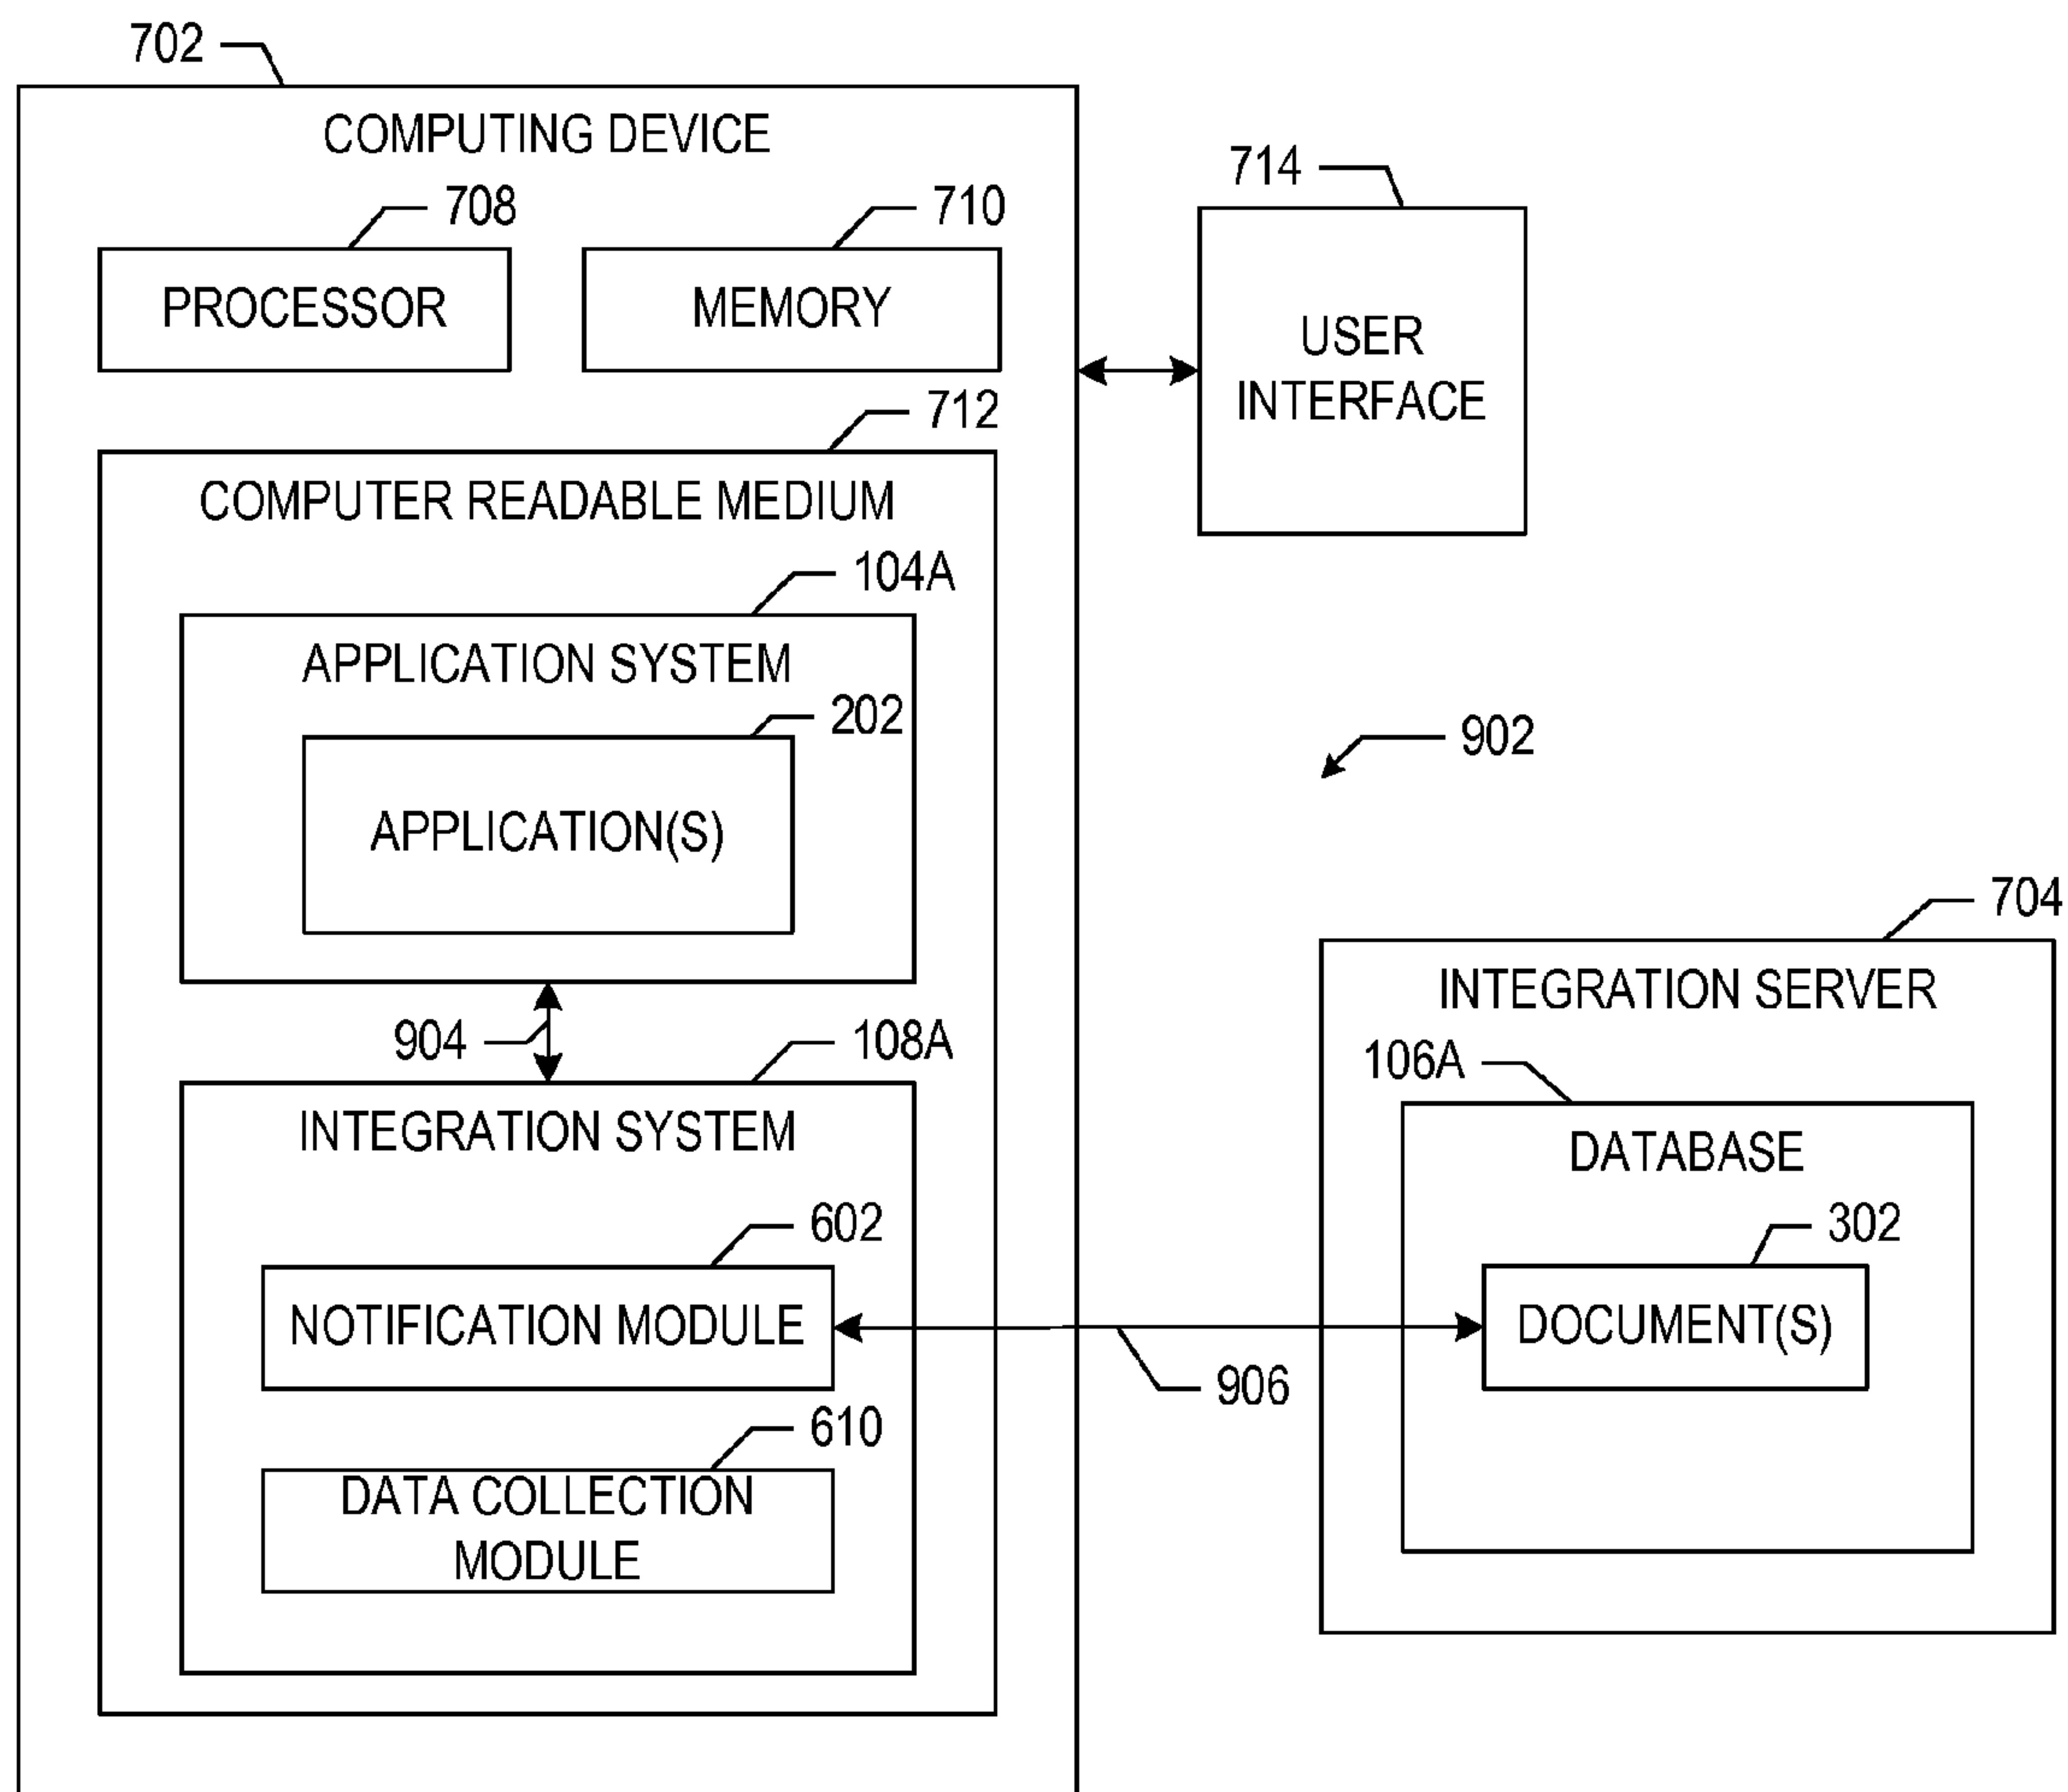 702
COMPUTING DEVICE
708
710
714
PROCESSOR
MEMORY
USER
INTERFACE
712
COMPUTER READABLE MEDIUM
104A
APPLICATION SYSTEM
202
APPLICATION(S)
902
704
INTEGRATION SERVER
904
108A
106A
INTEGRATION SYSTEM
DATABASE
602
302
NOTIFICATION MODULE
DOCUMENT(S)
906
610
DATA COLLECTION
MODULE